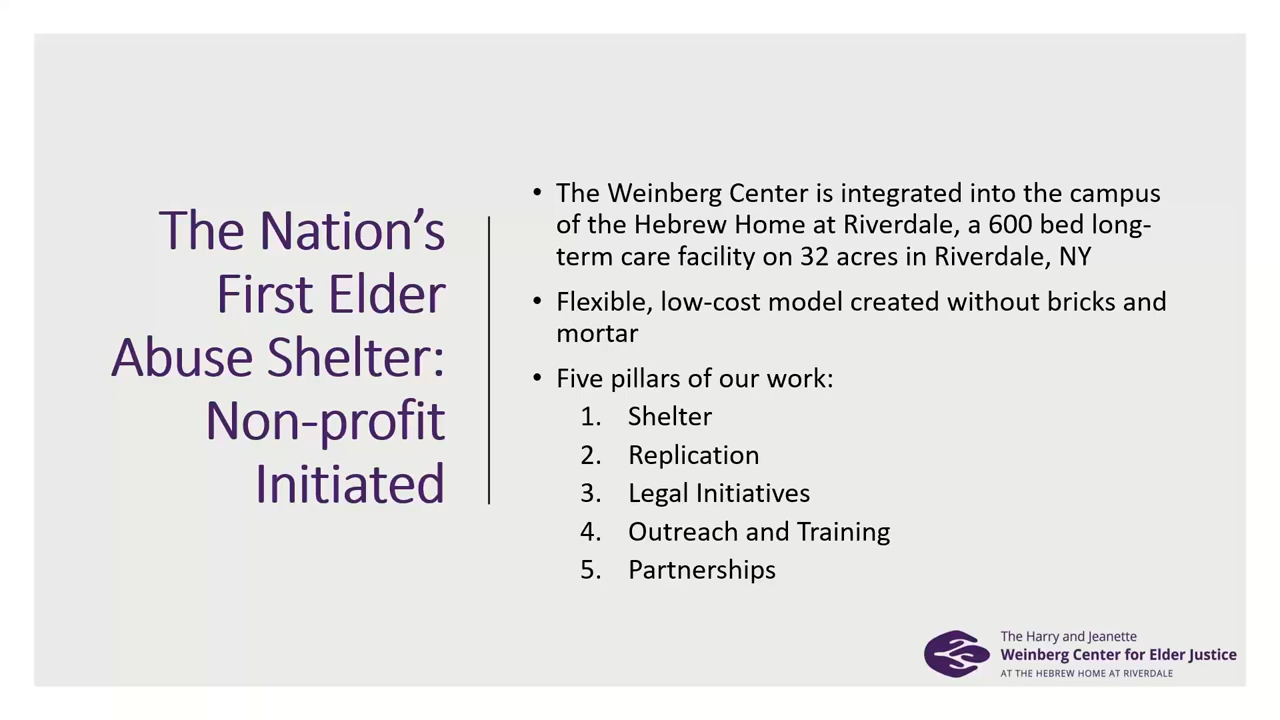 The Nation’s
First Elder
Abuse Shelter:
Non-profit
Initiated
• The Weinberg Center is integrated into the campus
of the Hebrew Home at Riverdale, a 600 bed long-
term care facility on 32 acres in Riverdale, NY
• Flexible, low-cost model created without bricks and
mortar
• Five pillars of our work:
1. Shelter
2. Replication
3. Legal Initiatives
4. Outreach and Training
5. Partnerships
The Harry and Jeanette
Weinberg Center for Elder Justice
AT THE HEBREW HOME AT RIVERDALE